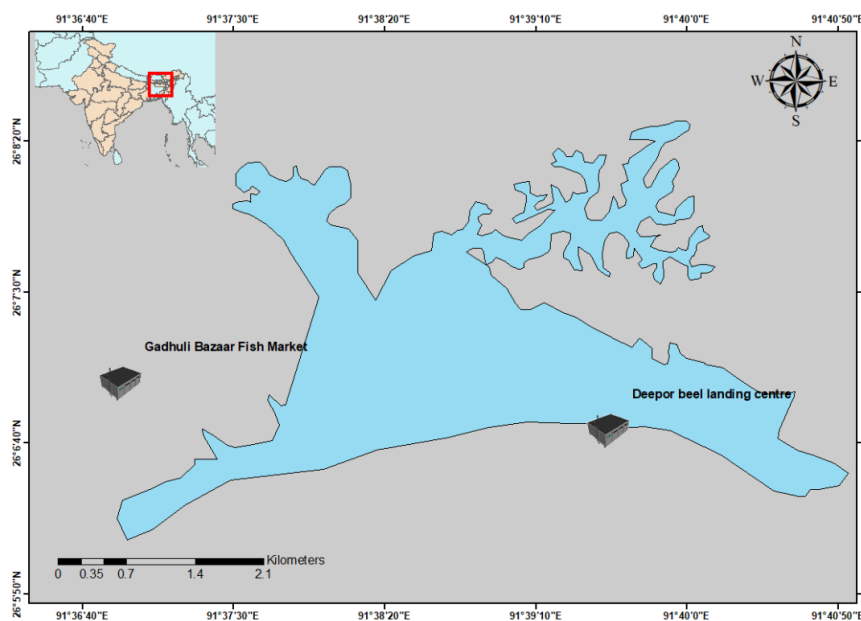 91°36'40"E 91°37'30"E 91°38'20"E 91°39'10"E 91°40'0"E 91°40'50"E
N
W E
S
26°8'20"N
26°7'30"N
Gadhuli Bazaar Fish Market
Deepor beel landing centre
26°6'40"N
Kilometers
0 0.35 0.7 1.4 2.1
26°5'50"N
91°36'40"E 91°37'30"E 91°38'20"E 91°39'10"E 91°40'0"E 91°40'50"E